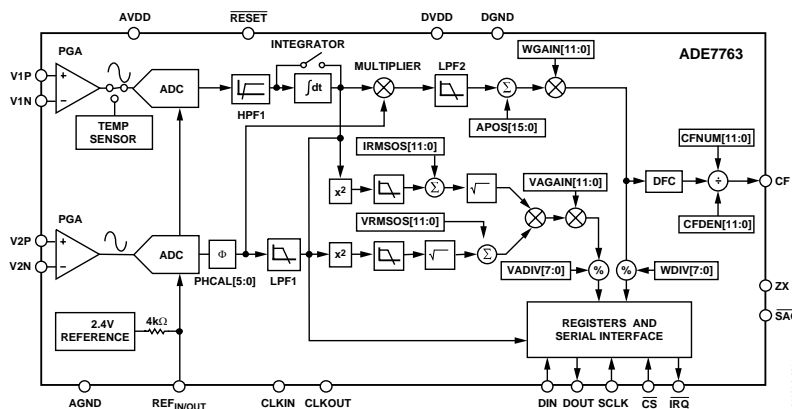 AVDD RESET DVDD DGND
INTEGRATOR
WGAIN[11:0]
ADE7763
PGA
MULTIPLIER LPF2
V1P
+
ADC
∫dt
Σ
V1N
−
HPF1
TEMP
SENSOR
APOS[15:0]
CFNUM[11:0]
IRMSOS[11:0]
VAGAIN[11:0]
DFC
÷
CF
x²
Σ
√
CFDEN[11:0]
PGA
VRMSOS[11:0]
V2P
+
ADC
Φ
x²
√
Σ
V2N
−
PHCAL[5:0]
LPF1
VADIV[7:0]
%
%
WDIV[7:0]
ZX
2.4V
REFERENCE
4kΩ
REGISTERS AND
SERIAL INTERFACE
SAG
AGND REFIN/OUT CLKIN CLKOUT DIN DOUT SCLK CS IRQ